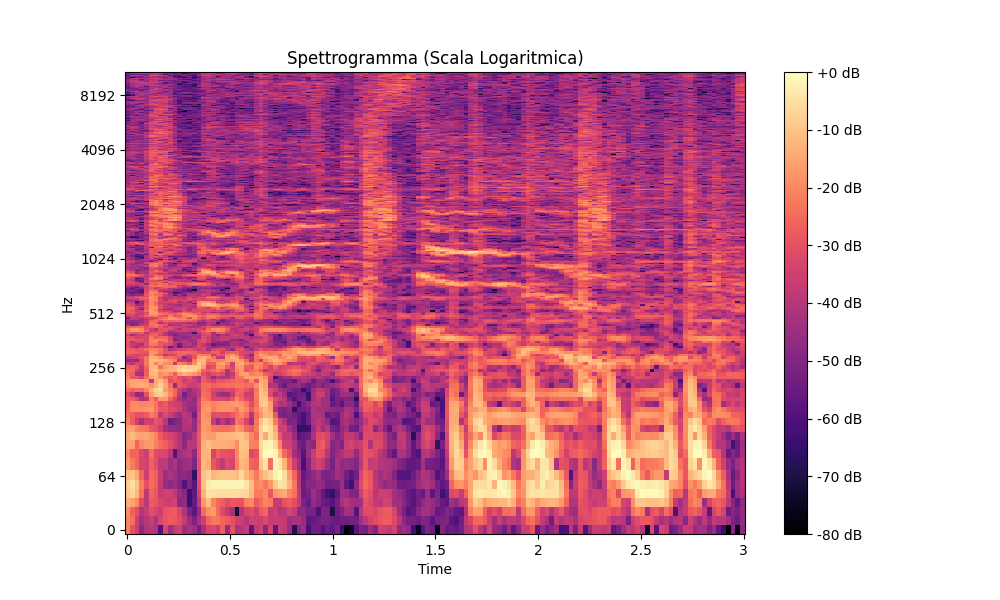 Spettrogramma (Scala Logaritmica)
Hz
8192
4096
2048
1024
512
256
128
64
0
0
0.5
1
1.5
2
2.5
3
Time
+0 dB
-10 dB
-20 dB
-30 dB
-40 dB
-50 dB
-60 dB
-70 dB
-80 dB